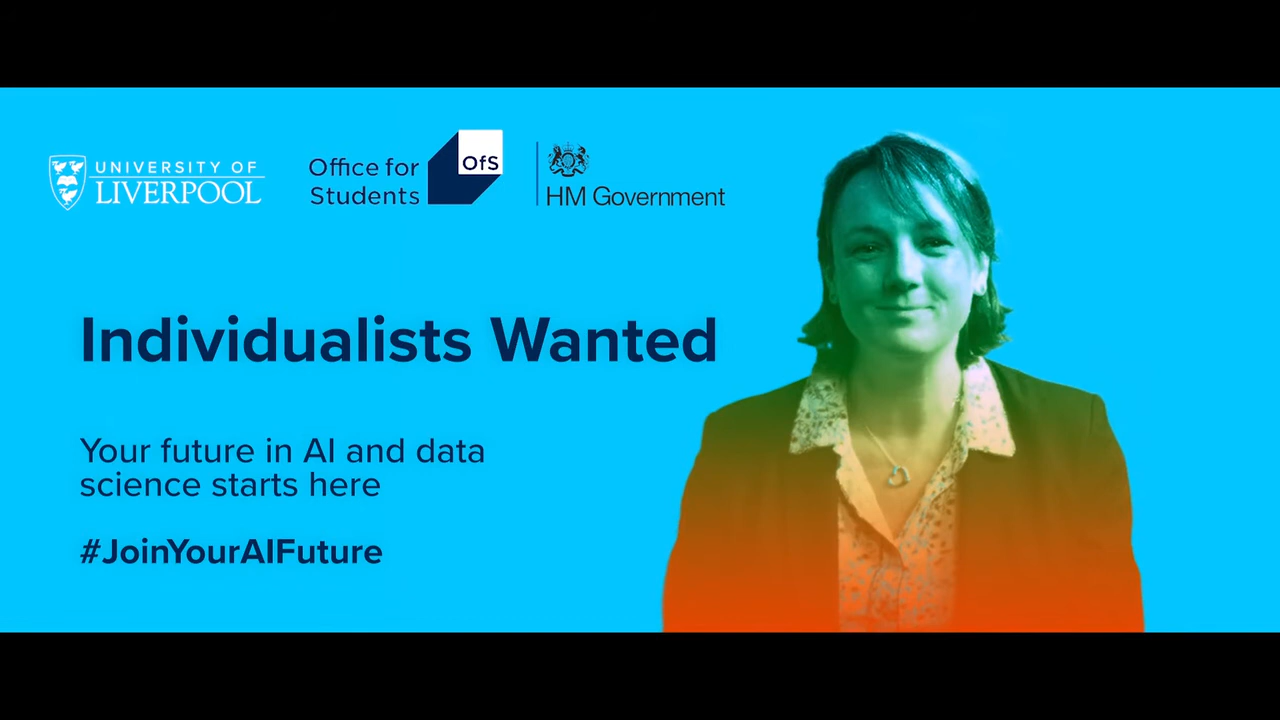 UNIVERSITY OF
LIVERPOOL
Office for
Students
OfS
HM Government
Individualists Wanted
Your future in AI and data
science starts here
#JoinYourAIFuture